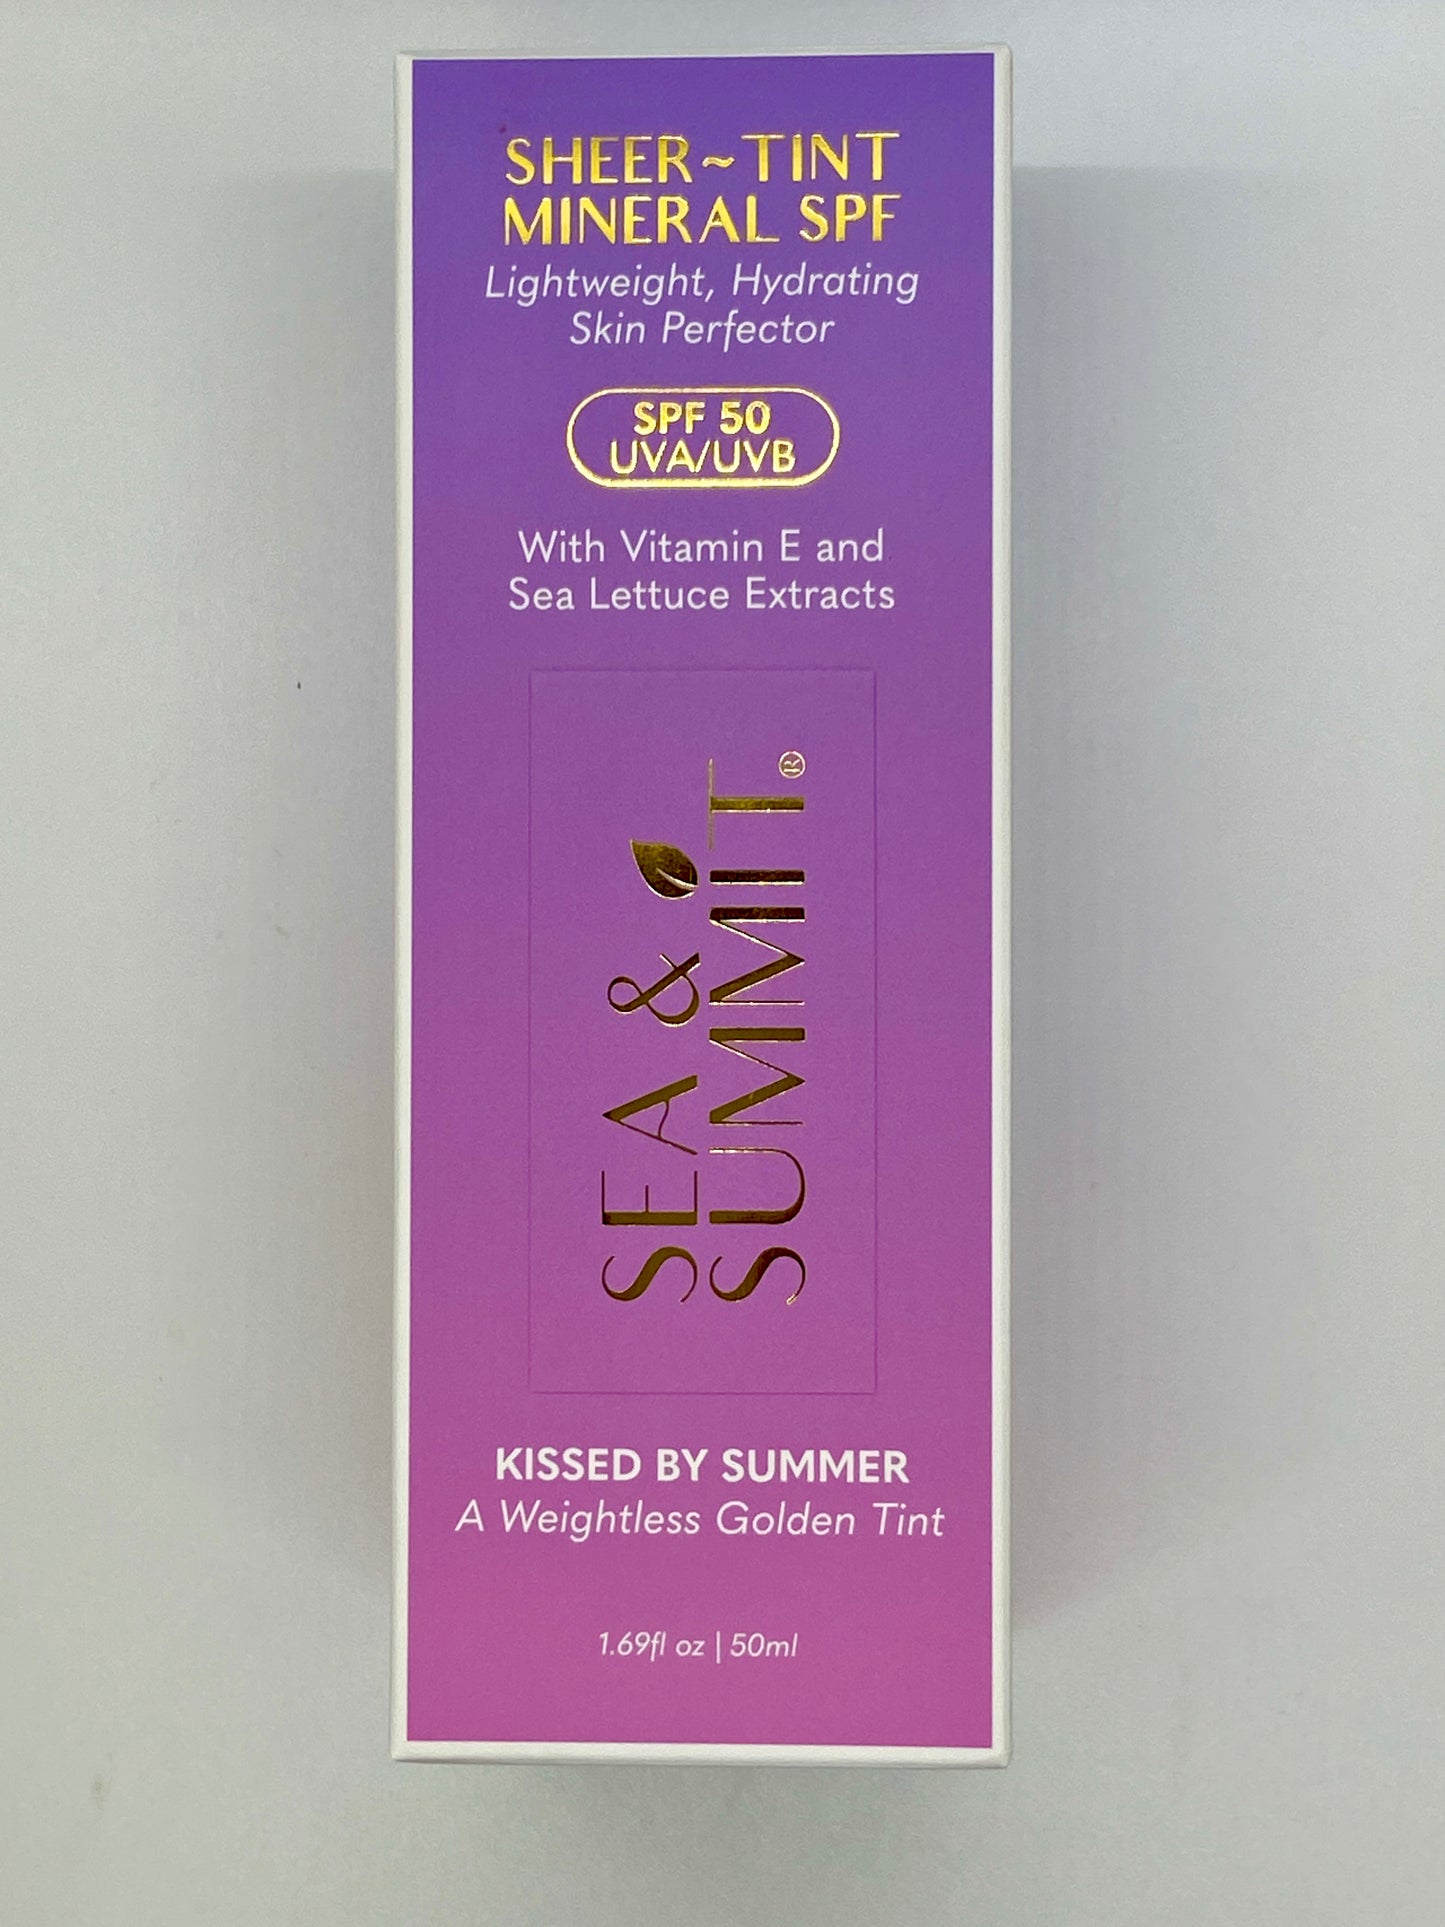 SHEER~TINT
MINERAL SPF
Lightweight, Hydrating
Skin Perfector
SPF 50
UVA/UVB
With Vitamin E and
Sea Lettuce Extracts
SEA &
SUMMIT®
KISSED BY SUMMER
A Weightless Golden Tint
1.69fl oz | 50ml